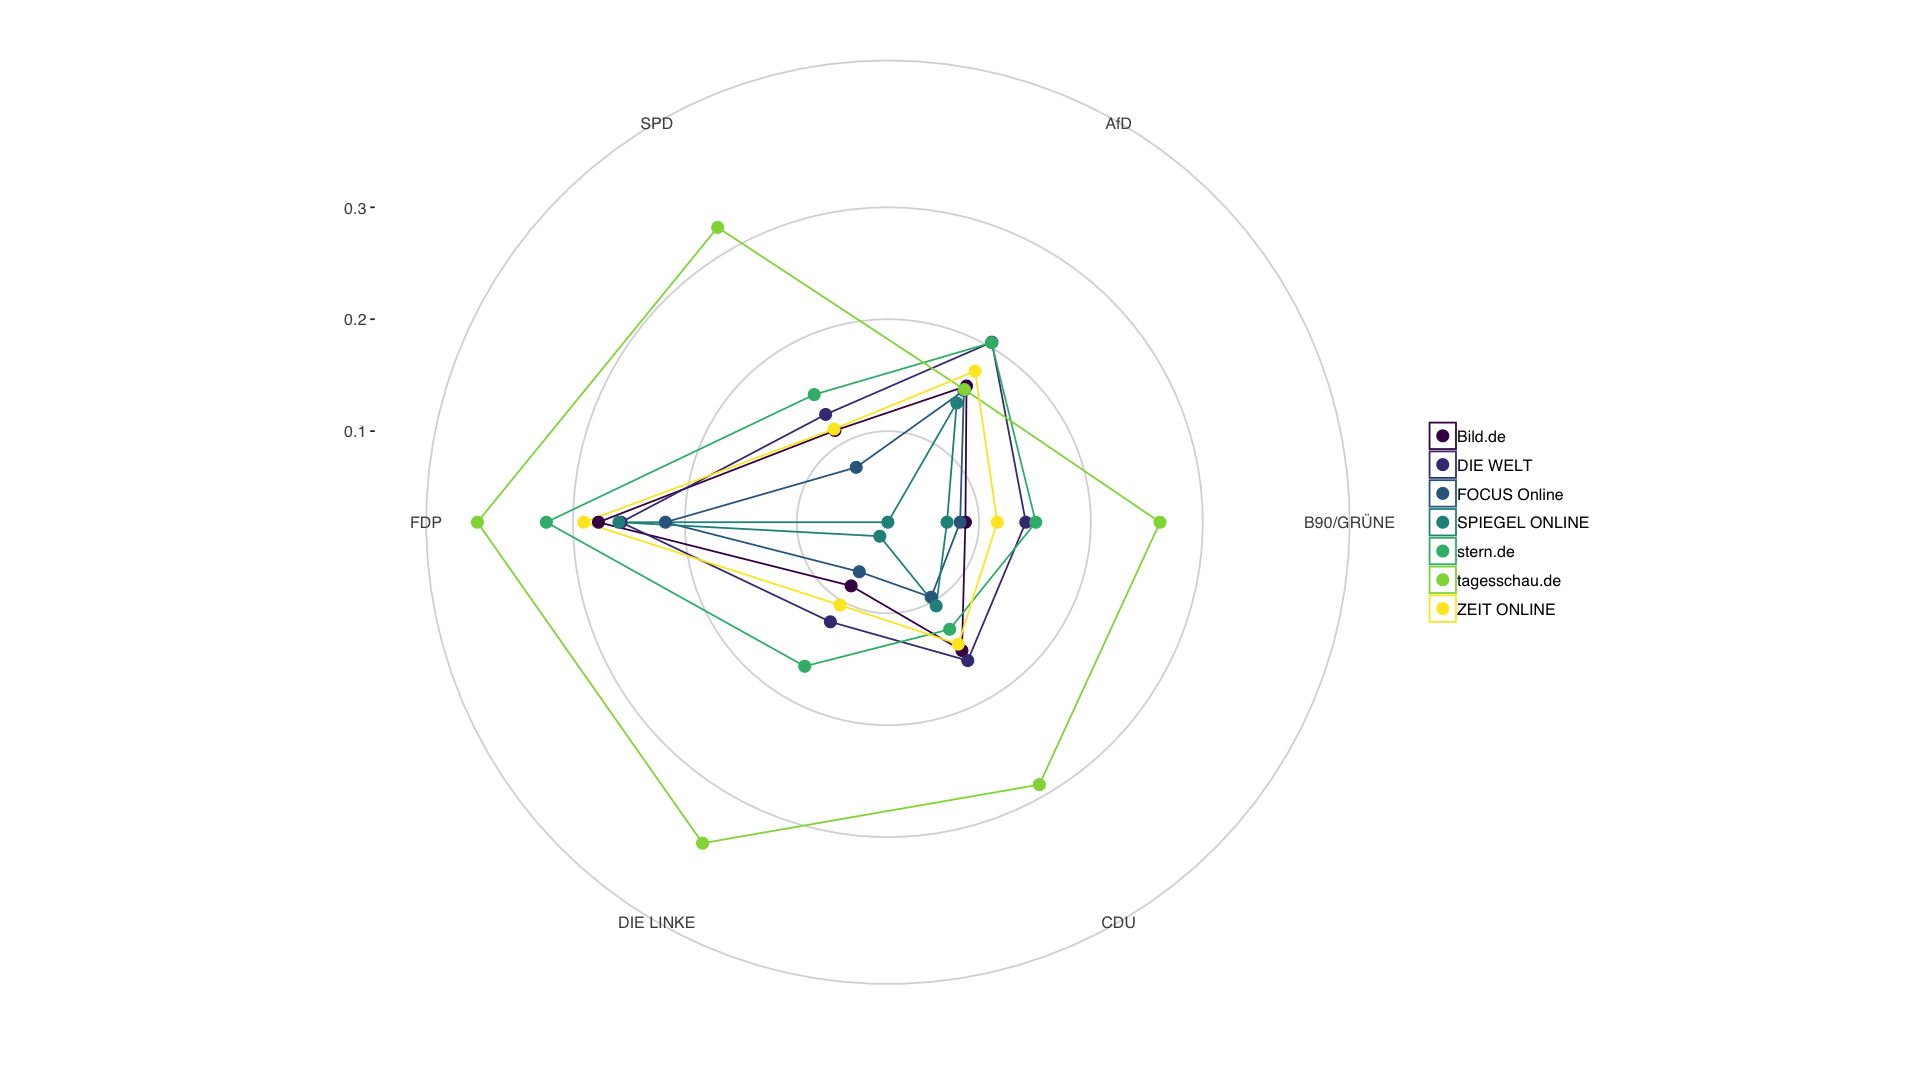 SPD
AfD
0.3
0.2
0.1
FDP
B90/GRÜNE
DIE LINKE
CDU
Bild.de
DIE WELT
FOCUS Online
SPIEGEL ONLINE
stern.de
tagesschau.de
ZEIT ONLINE